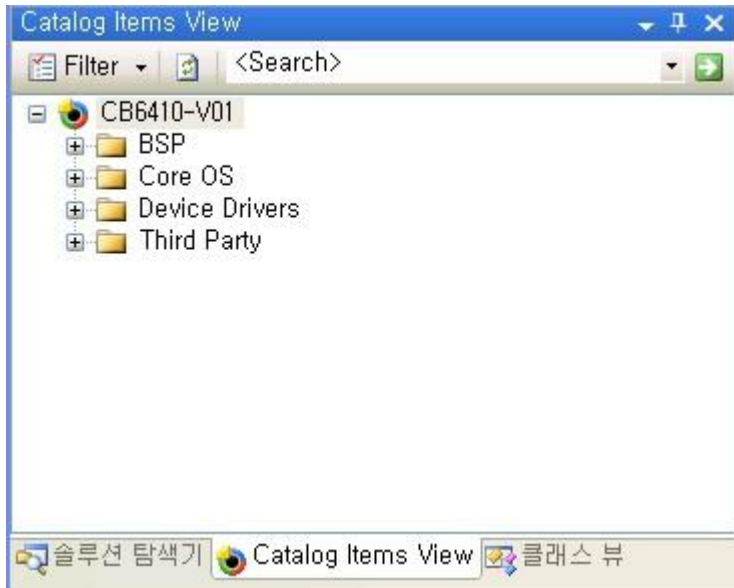 Catalog Items View
Filter
<Search>
CB6410-V01
BSP
Core OS
Device Drivers
Third Party
솔루션 탐색기 Catalog Items View 클래스 뷰